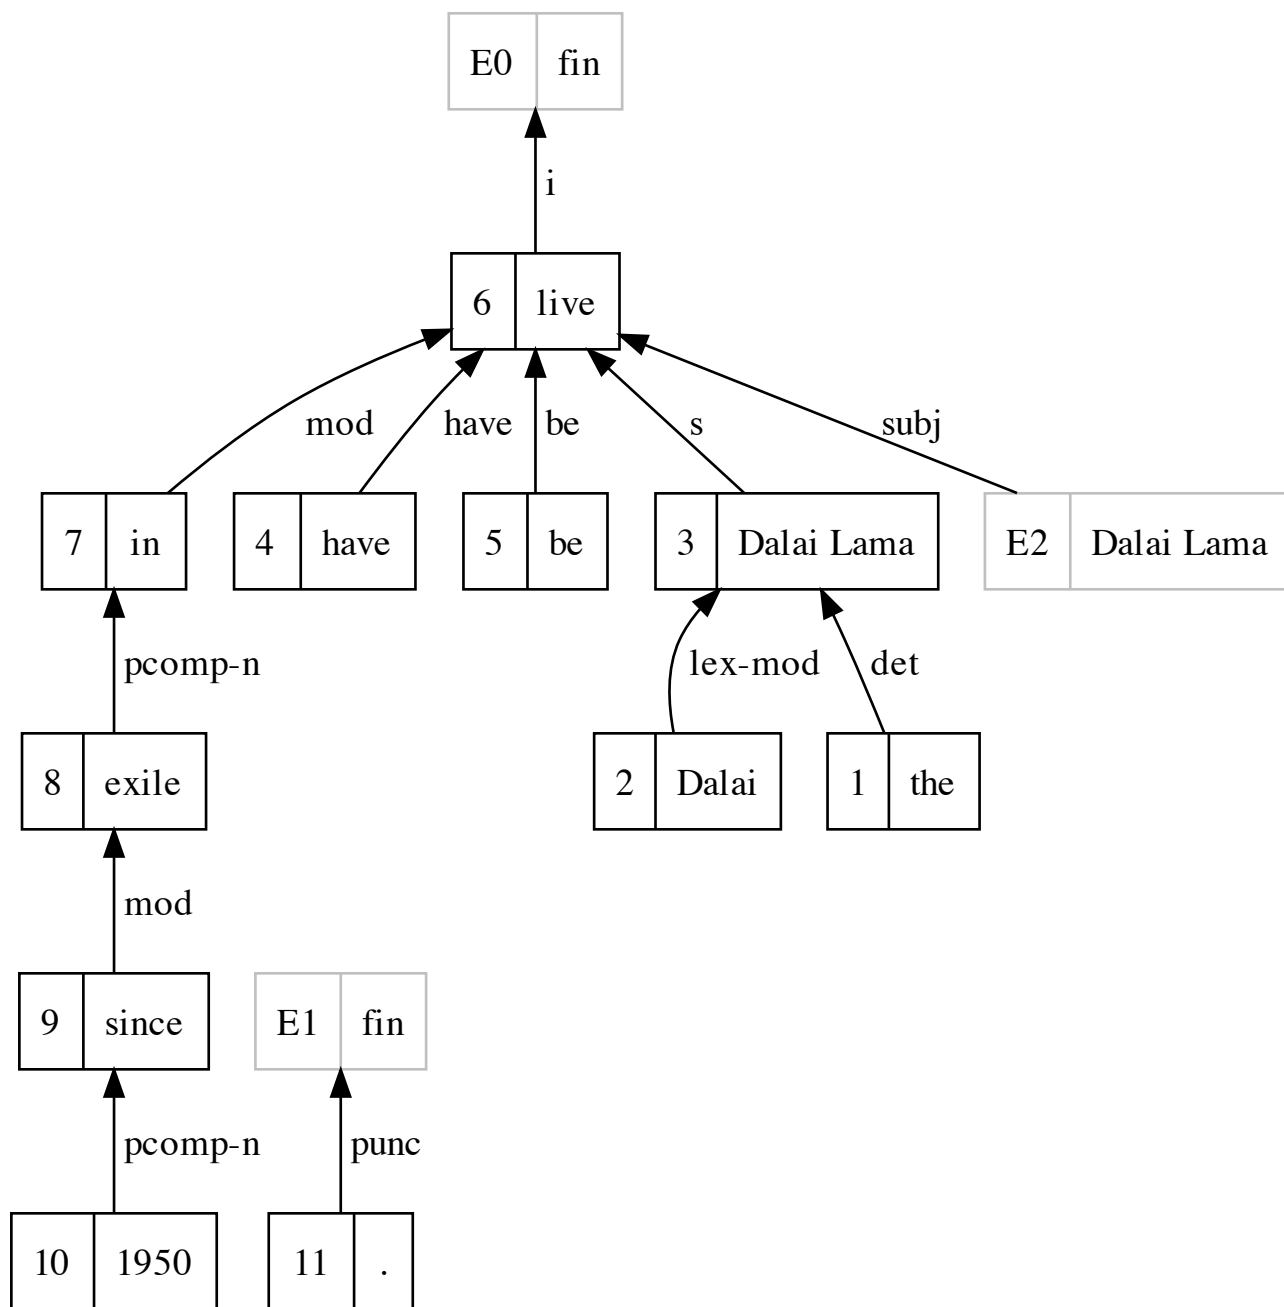 E0 fin
i
6 live
mod have be s subj
7 in 4 have 5 be 3 Dalai Lama E2 Dalai Lama
pcomp-n lex-mod det
8 exile 2 Dalai 1 the
mod
9 since E1 fin
pcomp-n punc
10 1950 11 .